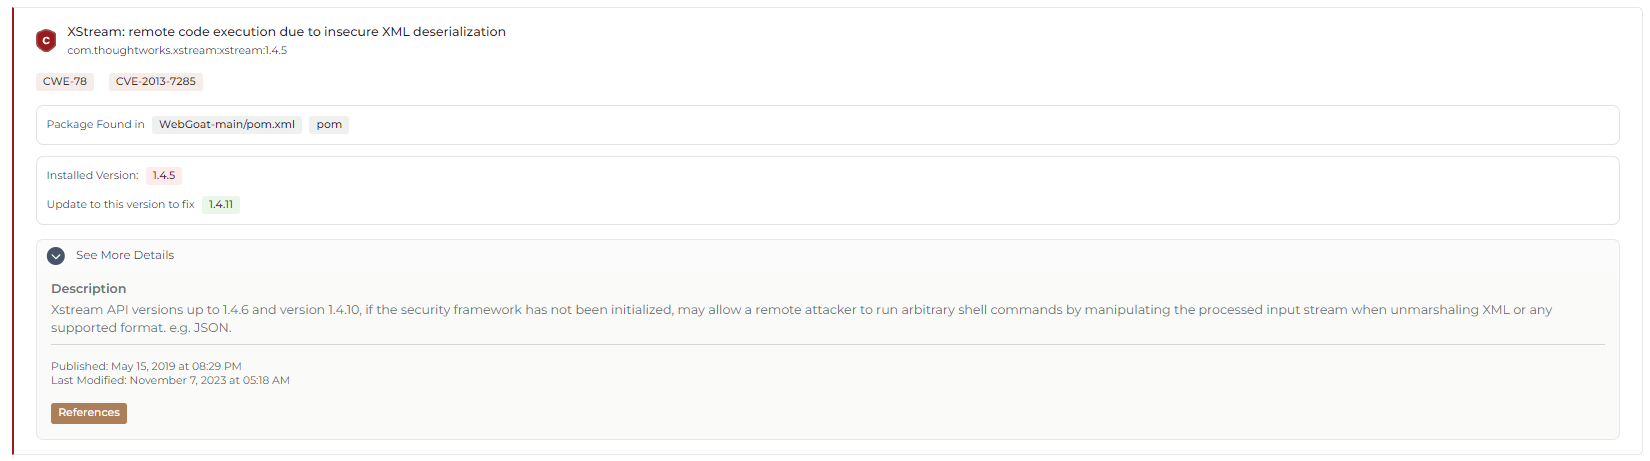 C
XStream: remote code execution due to insecure XML deserialization
com.thoughtworks.xstream:xstream:1.4.5
CWE-78 CVE-2013-7285
Package Found in WebGoat-main/pom.xml pom
Installed Version: 1.4.5
Update to this version to fix 1.4.11
See More Details
Description
Xstream API versions up to 1.4.6 and version 1.4.10, if the security framework has not been initialized, may allow a remote attacker to run arbitrary shell commands by manipulating the processed input stream when unmarshaling XML or any
supported format. e.g. JSON.
Published: May 15, 2019 at 08:29 PM
Last Modified: November 7, 2023 at 05:18 AM
References